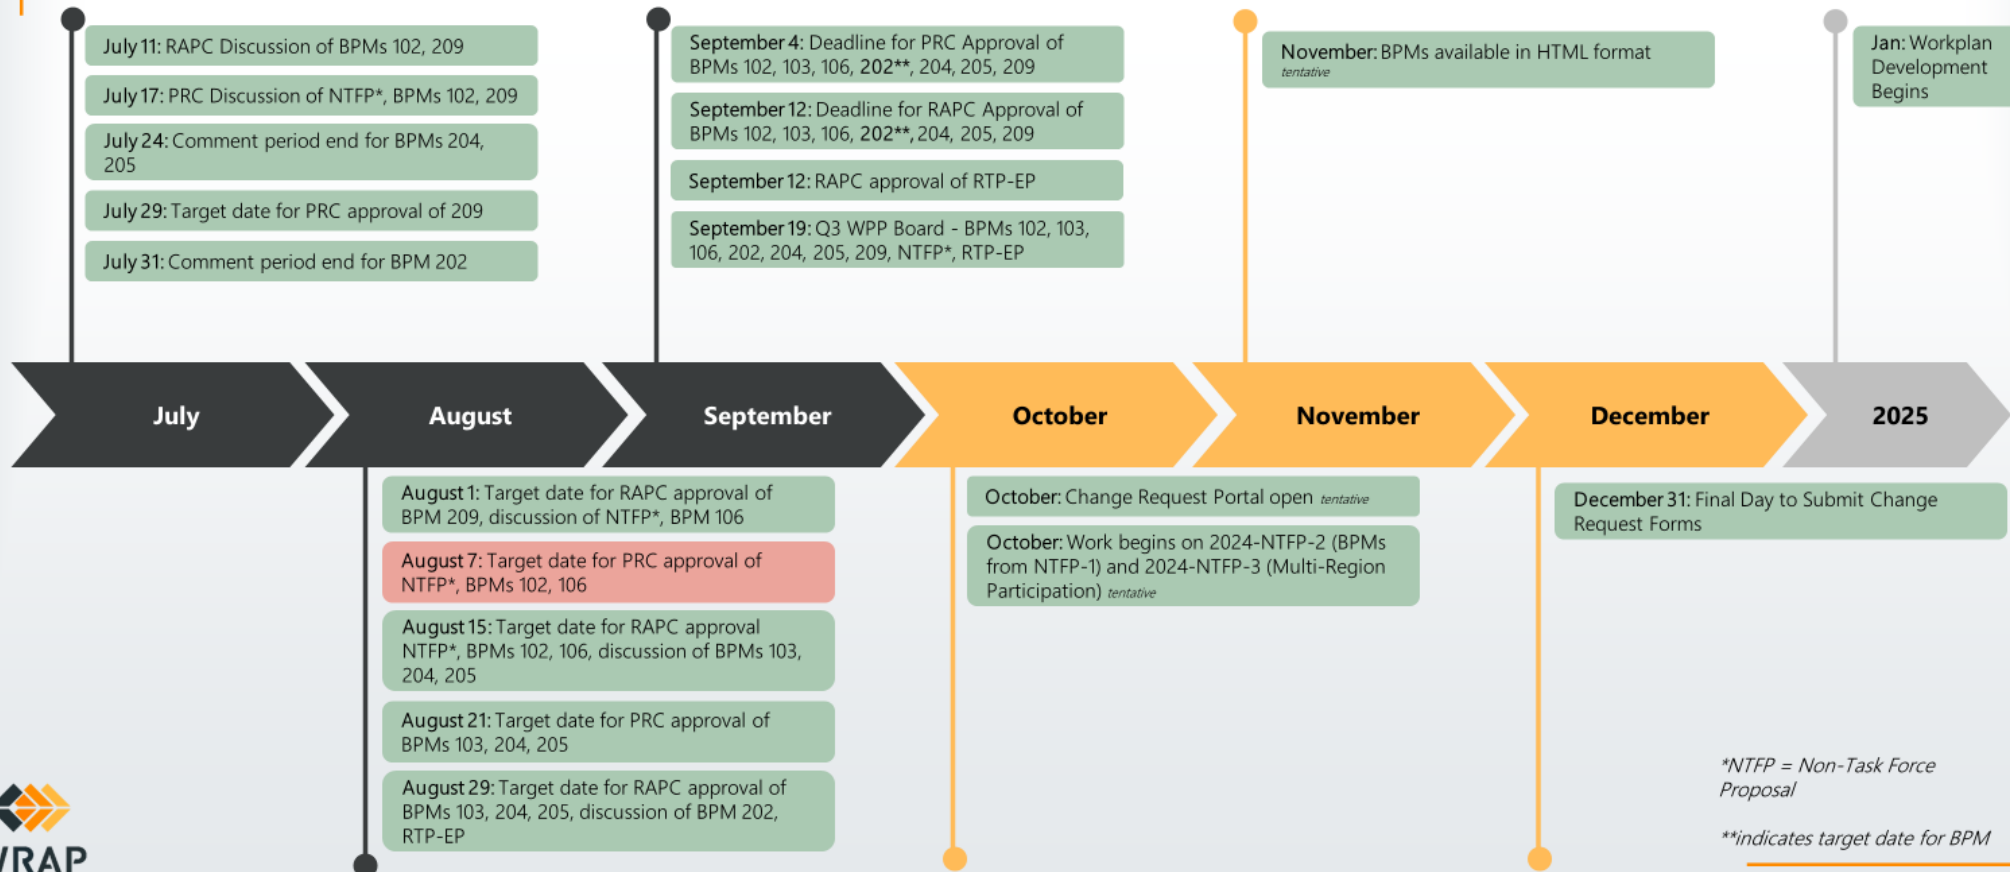 July 11: RAPC Discussion of BPMs 102, 209
July 17: PRC Discussion of NTFP*, BPMs 102, 209
July 24: Comment period end for BPMs 204,
205
July 29: Target date for PRC approval of 209
July 31: Comment period end for BPM 202
September 4: Deadline for PRC Approval of
BPMs 102, 103, 106, 202**, 204, 205, 209
September 12: Deadline for RAPC Approval of
BPMs 102, 103, 106, 202**, 204, 205, 209
September 12: RAPC approval of RTP-EP
September 19: Q3 WPP Board - BPMs 102, 103,
106, 202, 204, 205, 209, NTFP*, RTP-EP
November: BPMs available in HTML format
tentative
Jan: Workplan
Development
Begins
July
August
September
October
November
December
2025
August 1: Target date for RAPC approval of
BPM 209, discussion of NTFP*, BPM 106
August 7: Target date for PRC approval of
NTFP*, BPMs 102, 106
August 15: Target date for RAPC approval
NTFP*, BPMs 102, 106, discussion of BPMs 103,
204, 205
August 21: Target date for PRC approval of
BPMs 103, 204, 205
August 29: Target date for RAPC approval of
BPMs 103, 204, 205, discussion of BPM 202,
RTP-EP
October: Change Request Portal open tentative
October: Work begins on 2024-NTFP-2 (BPMs
from NTFP-1) and 2024-NTFP-3 (Multi-Region
Participation) tentative
December 31: Final Day to Submit Change
Request Forms
*NTFP = Non-Task Force
Proposal
**indicates target date for BPM
WRAP